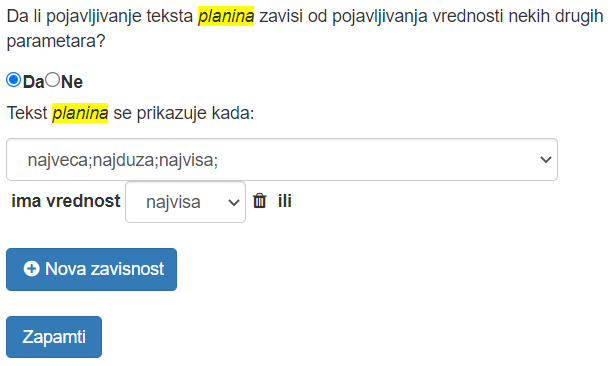 Da li pojavljivanje teksta planina zavisi od pojavljivanja vrednosti nekih drugih
parametara?
Da Ne
Tekst planina se prikazuje kada:
najveca;najduza;najvisa;
ima vrednost najvisa ili
Nova zavisnost
Zapamti